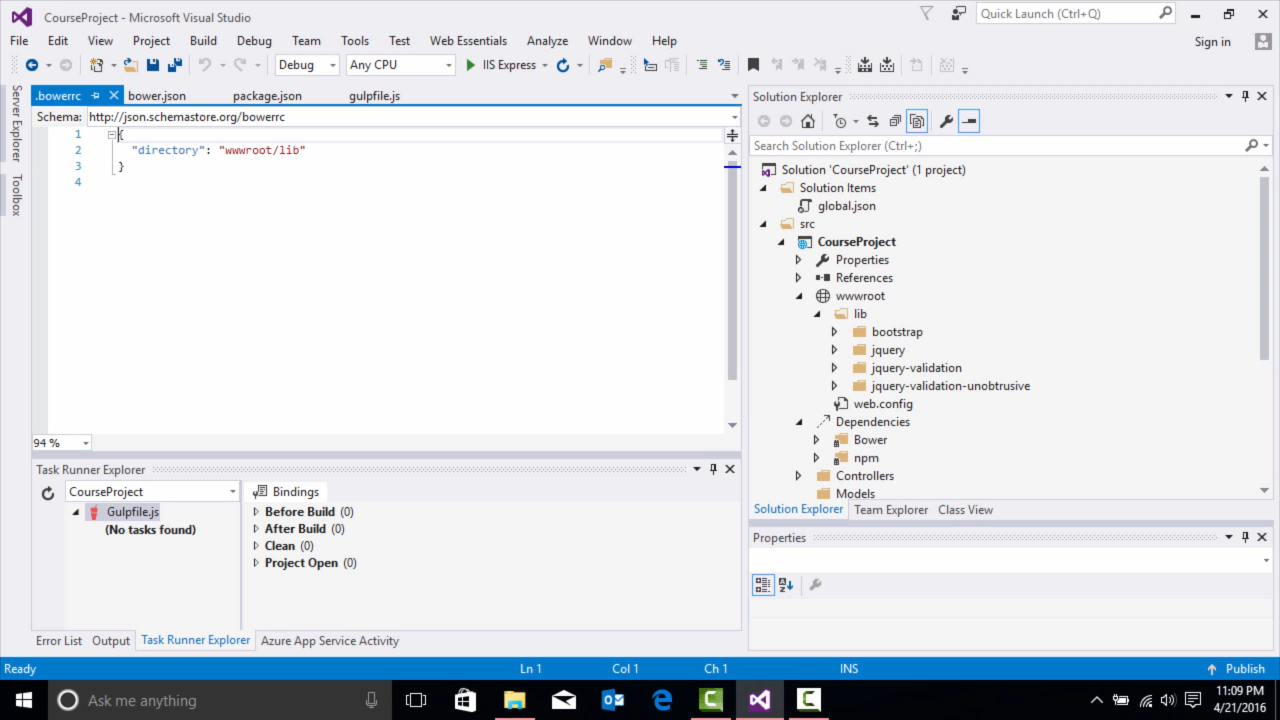 CourseProject - Microsoft Visual Studio
Quick Launch (Ctrl+Q)
File Edit View Project Build Debug Team Tools Test Web Essentials Analyze Window Help
Sign in
Debug Any CPU IIS Express
Server Explorer
Toolbox
.bowerrc bower.json package.json gulpfile.js
Schema: http://json.schemastore.org/bowerrc
1 {
2 "directory": "wwwroot/lib"
3 }
4
94 %
Task Runner Explorer
CourseProject
Gulpfile.js
(No tasks found)
Bindings
Before Build (0)
After Build (0)
Clean (0)
Project Open (0)
Error List Output Task Runner Explorer Azure App Service Activity
Solution Explorer
Search Solution Explorer (Ctrl+;)
Solution 'CourseProject' (1 project)
Solution Items
global.json
src
CourseProject
Properties
References
wwwroot
lib
bootstrap
jquery
jquery-validation
jquery-validation-unobtrusive
web.config
Dependencies
Bower
npm
Controllers
Models
Solution Explorer Team Explorer Class View
Properties
Ready Ln 1 Col 1 Ch 1 INS Publish
Ask me anything
11:09 PM
4/21/2016